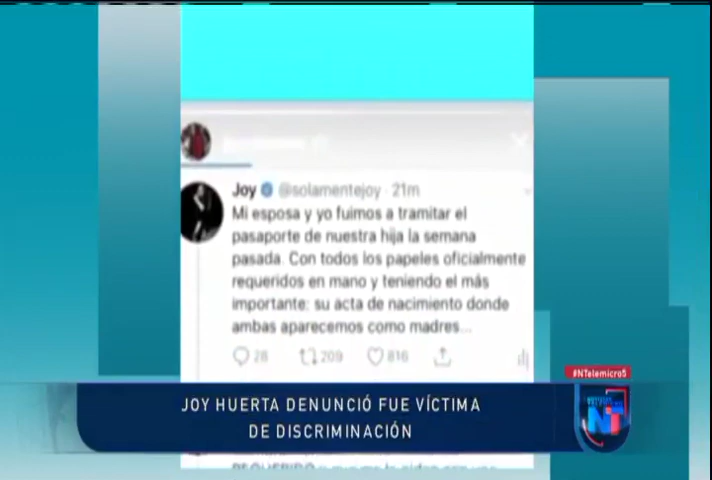 Joy @solamentejoy · 21m
Mi esposa y yo fuimos a tramitar el
pasaporte de nuestra hija la semana
pasada. Con todos los papeles oficialmente
requeridos en mano y teniendo el más
importante: su acta de nacimiento donde
ambas aparecemos como madres...
28 209 816
#NTelemicro5
JOY HUERTA DENUNCIÓ FUE VÍCTIMA
DE DISCRIMINACIÓN
NT